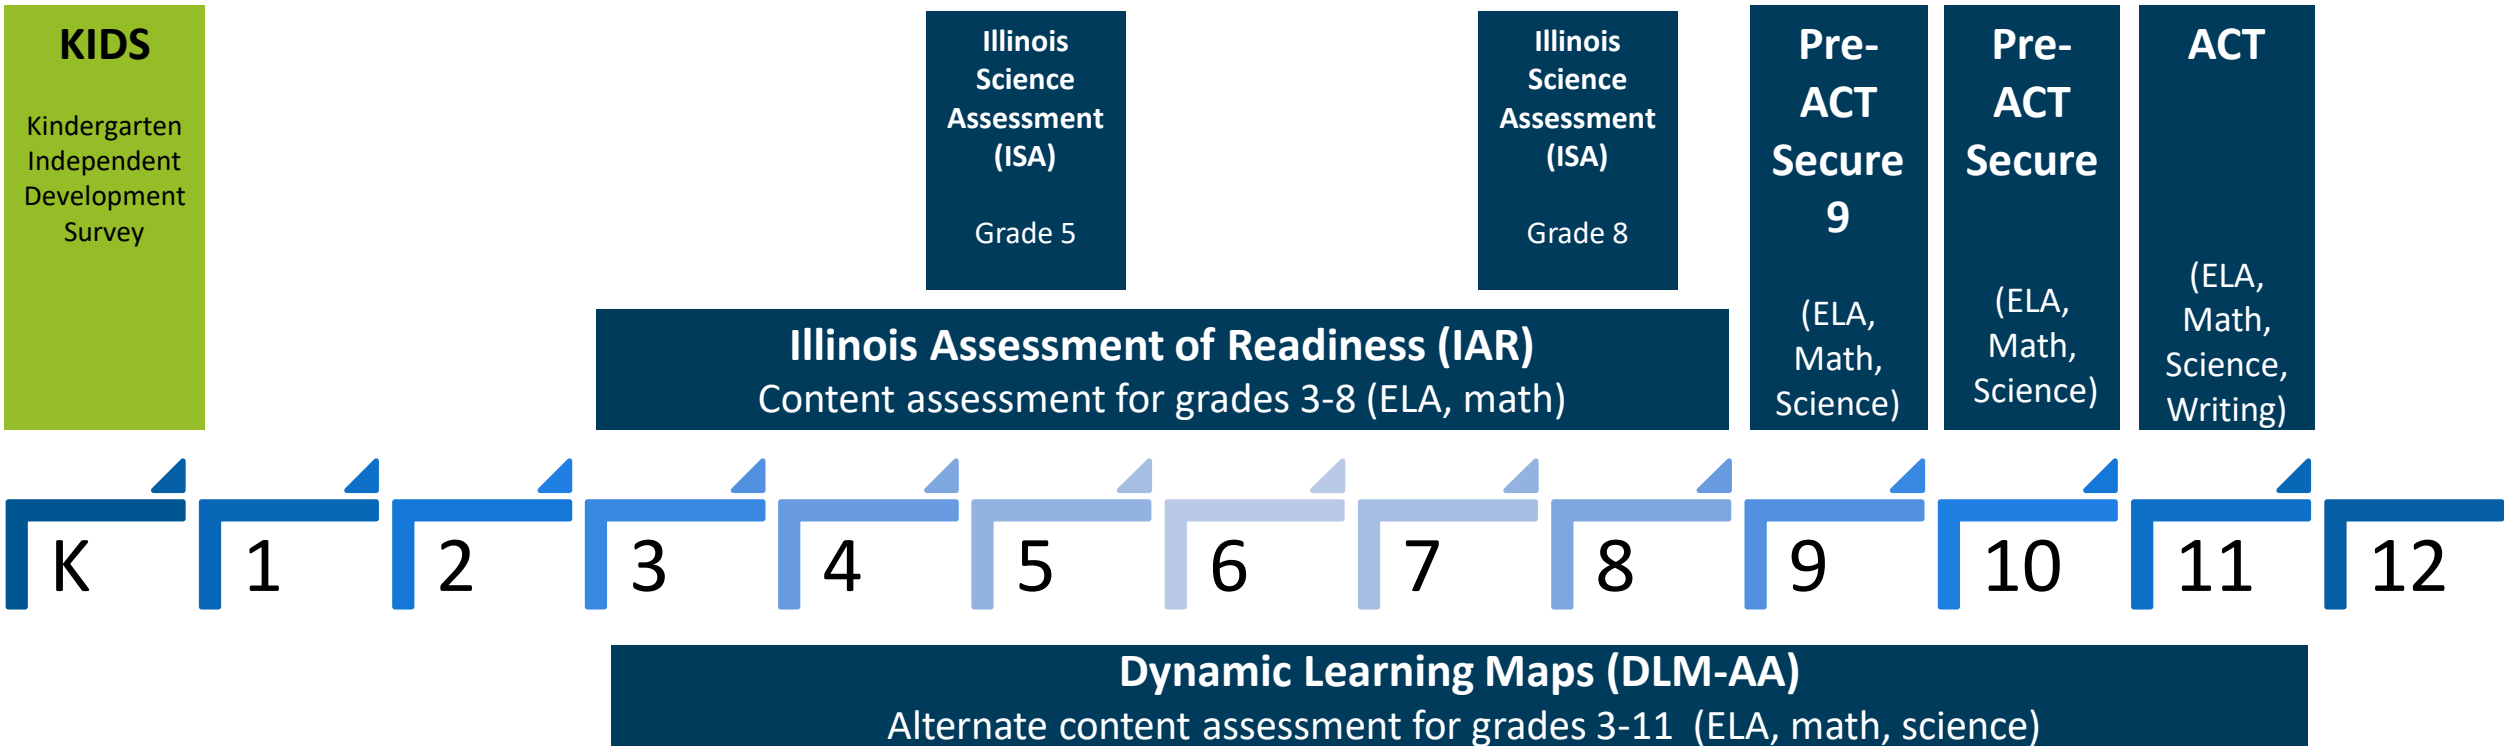 KIDS
Kindergarten
Independent
Development
Survey
Illinois
Science
Assessment
(ISA)
Grade 5
Illinois
Science
Assessment
(ISA)
Grade 8
Pre-
ACT
Secure
9
(ELA,
Math,
Science)
Pre-
ACT
Secure
(ELA,
Math,
Science)
ACT
(ELA,
Math,
Science,
Writing)
Illinois Assessment of Readiness (IAR)
Content assessment for grades 3-8 (ELA, math)
K 1 2 3 4 5 6 7 8 9 10 11 12
Dynamic Learning Maps (DLM-AA)
Alternate content assessment for grades 3-11 (ELA, math, science)